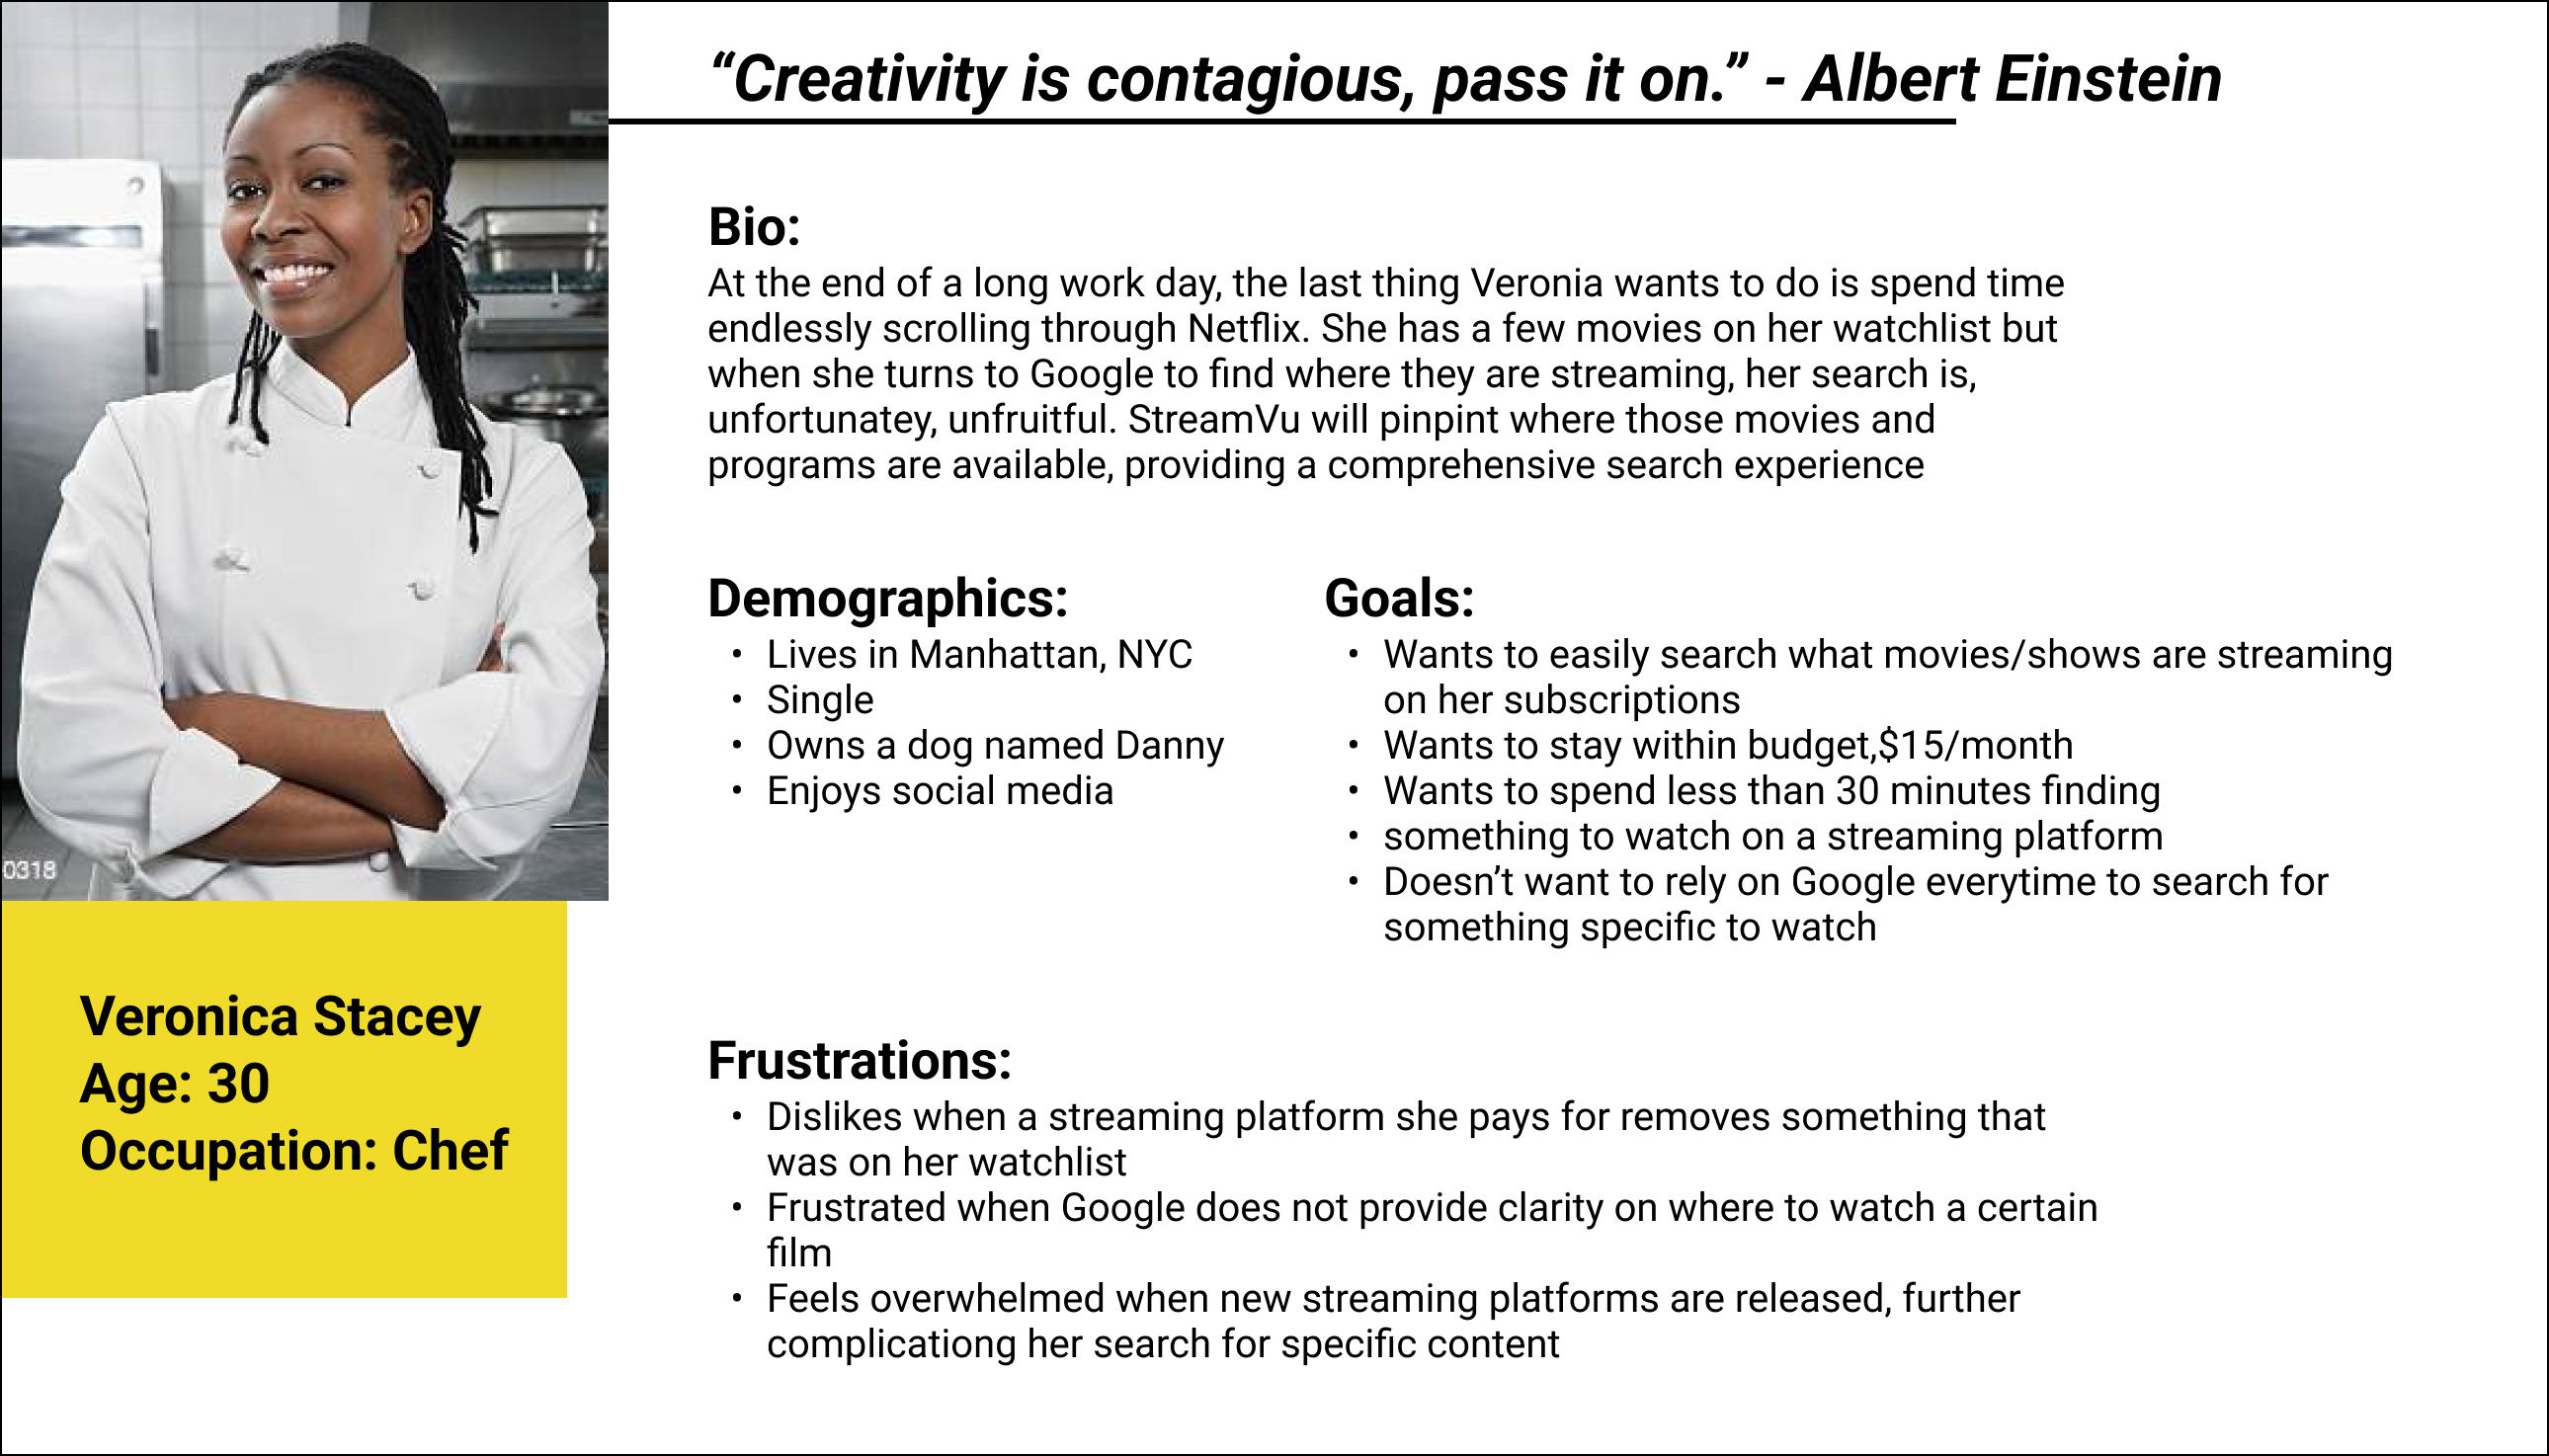 “Creativity is contagious, pass it on.” - Albert Einstein
Bio:
At the end of a long work day, the last thing Veronia wants to do is spend time
endlessly scrolling through Netflix. She has a few movies on her watchlist but
when she turns to Google to find where they are streaming, her search is,
unfortunatey, unfruitful. StreamVu will pinpint where those movies and
programs are available, providing a comprehensive search experience
Demographics:
• Lives in Manhattan, NYC
• Single
• Owns a dog named Danny
• Enjoys social media
Goals:
• Wants to easily search what movies/shows are streaming
on her subscriptions
• Wants to stay within budget,$15/month
• Wants to spend less than 30 minutes finding
• something to watch on a streaming platform
• Doesn’t want to rely on Google everytime to search for
something specific to watch
0318
Veronica Stacey
Age: 30
Occupation: Chef
Frustrations:
• Dislikes when a streaming platform she pays for removes something that
was on her watchlist
• Frustrated when Google does not provide clarity on where to watch a certain
film
• Feels overwhelmed when new streaming platforms are released, further
complicationg her search for specific content